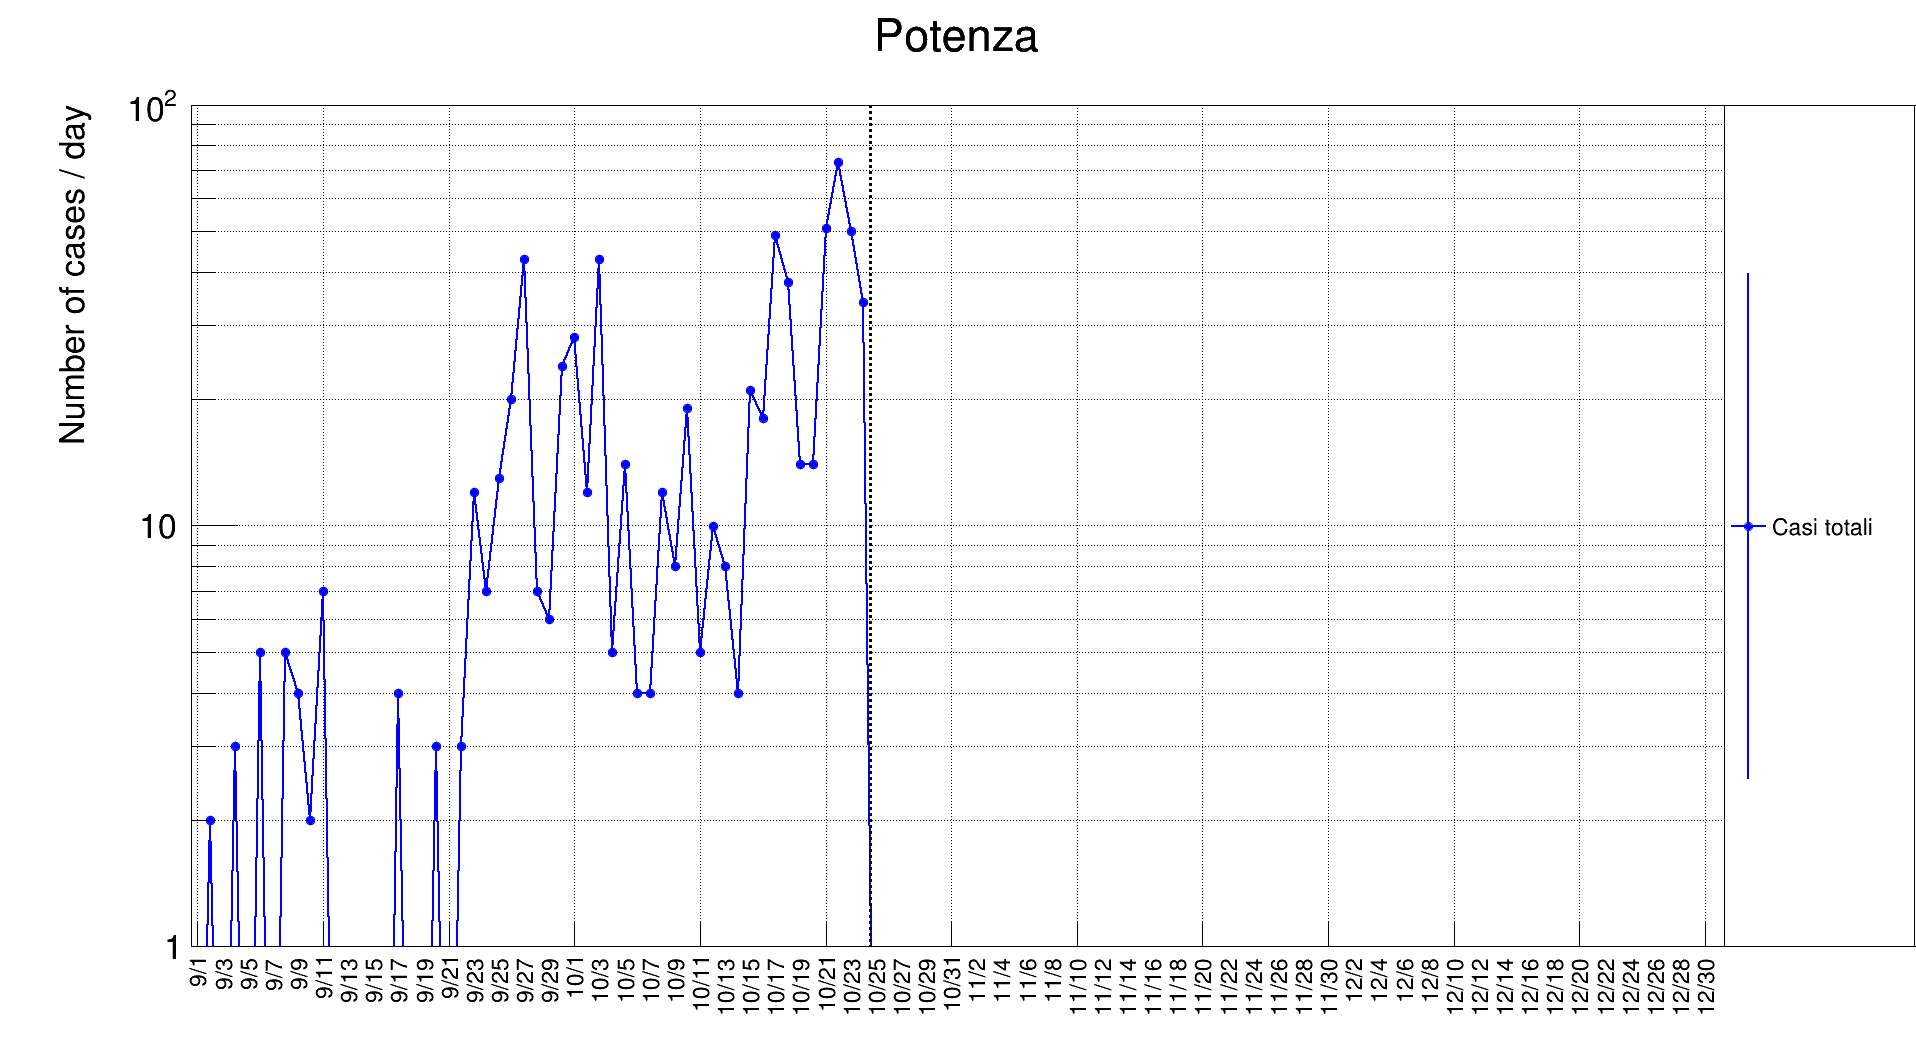 Potenza
Number of cases / day
10²
10
1
9/1 9/3 9/5 9/7 9/9 9/11 9/13 9/15 9/17 9/19 9/21 9/23 9/25 9/27 9/29 10/1 10/3 10/5 10/7 10/9 10/11 10/13 10/15 10/17 10/19 10/21 10/23 10/25 10/27 10/29 10/31 11/2 11/4 11/6 11/8 11/10 11/12 11/14 11/16 11/18 11/20 11/22 11/24 11/26 11/28 11/30 12/2 12/4 12/6 12/8 12/10 12/12 12/14 12/16 12/18 12/20 12/22 12/24 12/26 12/28 12/30
Casi totali